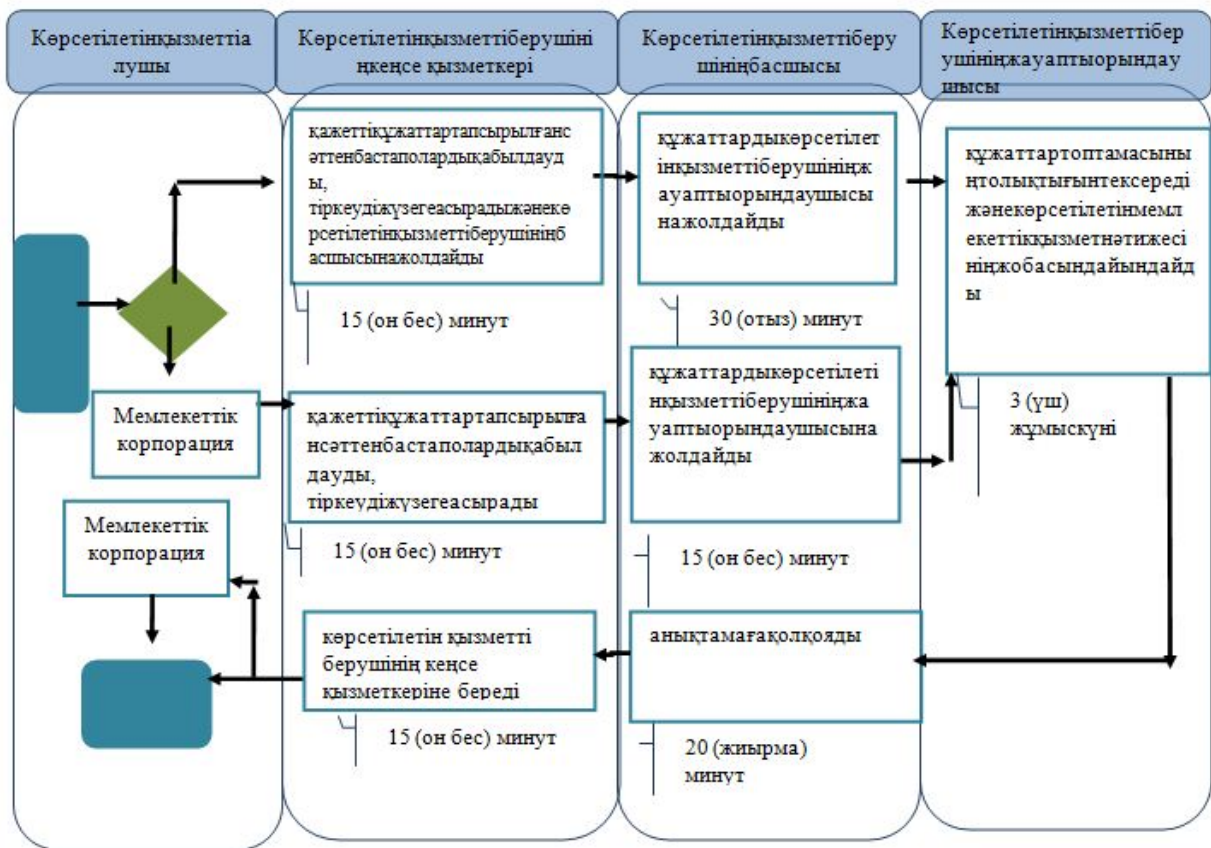 Көрсетілетінқызметтіа
лушы
Көрсетілетінқызметтіберушіні
ңкеңсе қызметкері
Көрсетілетінқызметтіберу
шініңбасшысы
Көрсетілетінқызметтібер
ушініңжауаптыорындау
шысы
қажеттіқұжаттартапсырылғанс
әттенбастаполардықабылдауд
ы,
тіркеудіжүзегеасырадыжәнекө
рсетілетінқызметтіберушініңб
асшысынажолдайды
15 (он бес) минут
құжаттардыкөрсетілет
інқызметтіберушініңж
ауаптыорындаушысы
нажолдайды
30 (отыз) минут
құжаттартоптамасыны
ңтолықтығынтексереді
жәнекөрсетілетінмемл
екеттікқызметнәтижесі
ніңжобасындайындайд
ы
3 (үш)
жұмыскүні
Мемлекеттік
корпорация
қажеттіқұжаттартапсырылға
нсәттенбастаполардықабыл
дауды,
тіркеудіжүзегеасырады
15 (он бес) минут
құжаттардыкөрсетілеті
нқызметтіберушініңжа
уаптыорындаушысына
жолдайды
15 (он бес) минут
Мемлекеттік
корпорация
көрсетілетін қызметті
берушінің кеңсе
қызметкеріне береді
15 (он бес) минут
анықтамағақолқояды
20 (жиырма)
минут